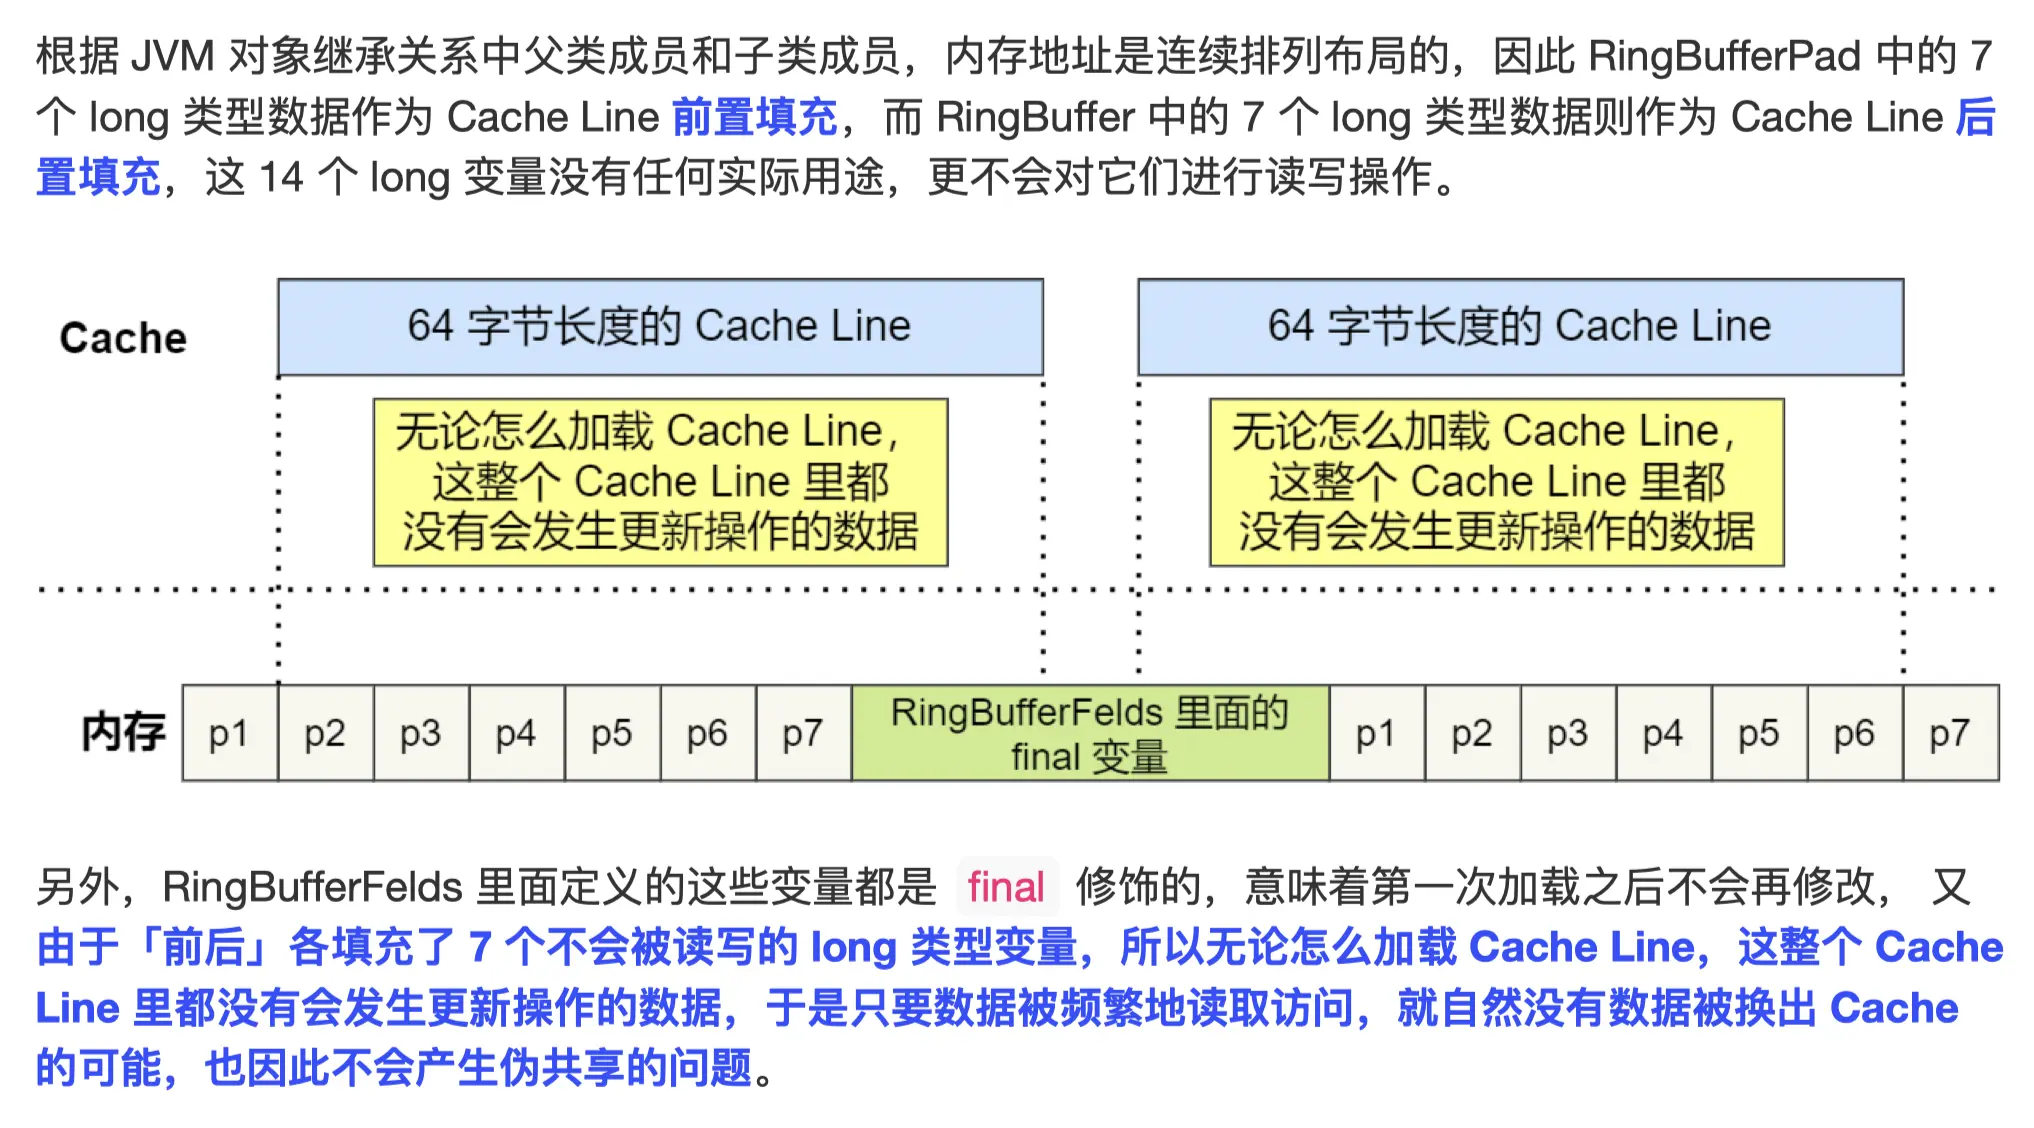 根据 JVM 对象继承关系中父类成员和子类成员，内存地址是连续排列布局的，因此 RingBufferPad 中的 7
个 long 类型数据作为 Cache Line 前置填充，而 RingBuffer 中的 7 个 long 类型数据则作为 Cache Line 后
置填充，这 14 个 long 变量没有任何实际用途，更不会对它们进行读写操作。
Cache
64 字节长度的 Cache Line
64 字节长度的 Cache Line
无论怎么加载 Cache Line，
这整个 Cache Line 里都
没有会发生更新操作的数据
无论怎么加载 Cache Line，
这整个 Cache Line 里都
没有会发生更新操作的数据
内存
p1 p2 p3 p4 p5 p6 p7
RingBufferFelds 里面的
final 变量
p1 p2 p3 p4 p5 p6 p7
另外，RingBufferFelds 里面定义的这些变量都是 final 修饰的，意味着第一次加载之后不会再修改， 又
由于「前后」各填充了 7 个不会被读写的 long 类型变量，所以无论怎么加载 Cache Line，这整个 Cache
Line 里都没有会发生更新操作的数据，于是只要数据被频繁地读取访问，就自然没有数据被换出 Cache
的可能，也因此不会产生伪共享的问题。